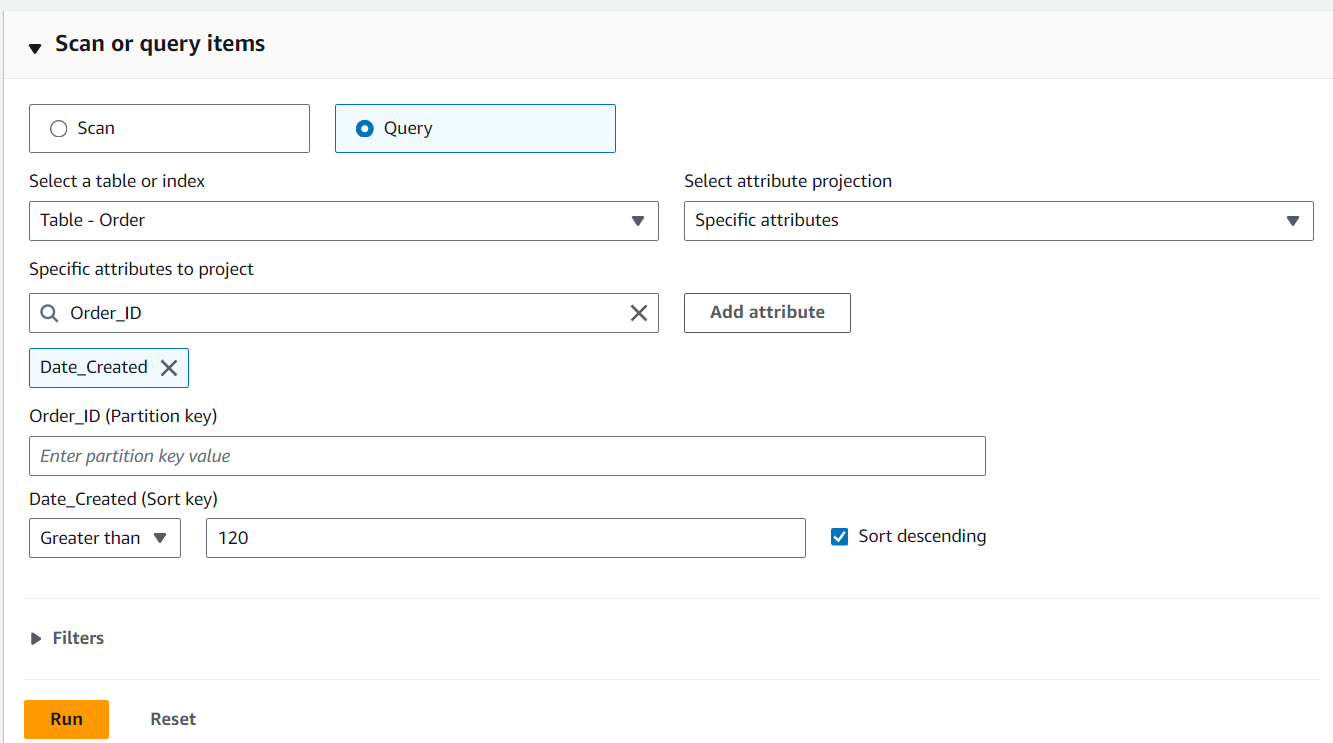 Scan or query items
Scan
Query
Select a table or index
Select attribute projection
Table - Order
Specific attributes
Specific attributes to project
Order_ID
Add attribute
Date_Created
Order_ID (Partition key)
Enter partition key value
Date_Created (Sort key)
Greater than
120
Sort descending
Filters
Run
Reset